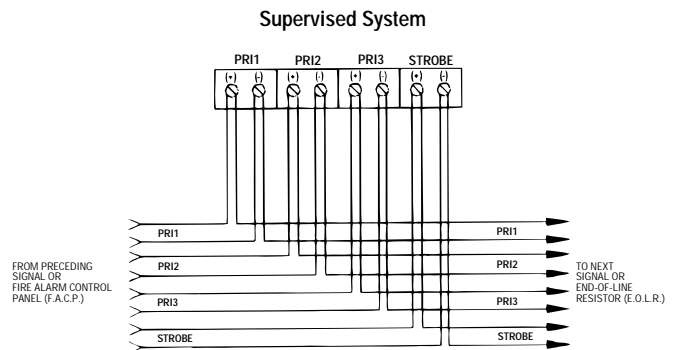 Supervised System
PRI1 PRI2 PRI3 STROBE
(+) (-) (+) (-) (+) (-) (+) (-)
PRI1 PRI1
FROM PRECEDING
SIGNAL OR
FIRE ALARM CONTROL
PANEL (F.A.C.P.)
PRI2 PRI2
TO NEXT
SIGNAL OR
END-OF-LINE
RESISTOR (E.O.L.R.)
PRI3 PRI3
STROBE STROBE